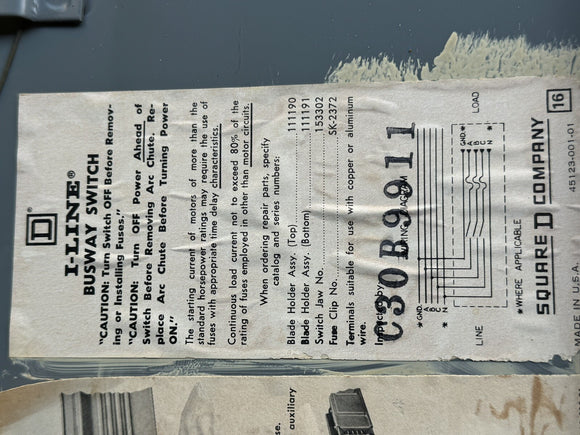 D
I-LINE®
BUSWAY SWITCH
"CAUTION: Turn Switch OFF Before Remov-
ing or Installing Fuses."
"CAUTION: Turn OFF Power Ahead of
Switch Before Removing Arc Chute. Re-
place Arc Chute Before Turning Power
ON."
The starting current of motors of more than the
standard horsepower ratings may require the use of
fuses with appropriate time delay characteristics.
Continuous load current not to exceed 80% of the
rating of fuses employed in other than motor circuits.
When ordering repair parts, specify
catalog and series numbers:
Blade Holder Assy. (Top) 111190
Blade Holder Assy. (Bottom) 111191
Switch Jaw No. 153302
Fuse Clip No. SK-2372
Terminals suitable for use with copper or aluminum
wire.
Inspected by
C30B9911
WIRING DIAGRAM
*GND.
A
B
C
N*
GND.*
A
B
C
N*
LINE
LOAD
*WHERE APPLICABLE
SQUARE D COMPANY
16
MADE IN U.S.A.
45123-001-01
auxiliary
se.